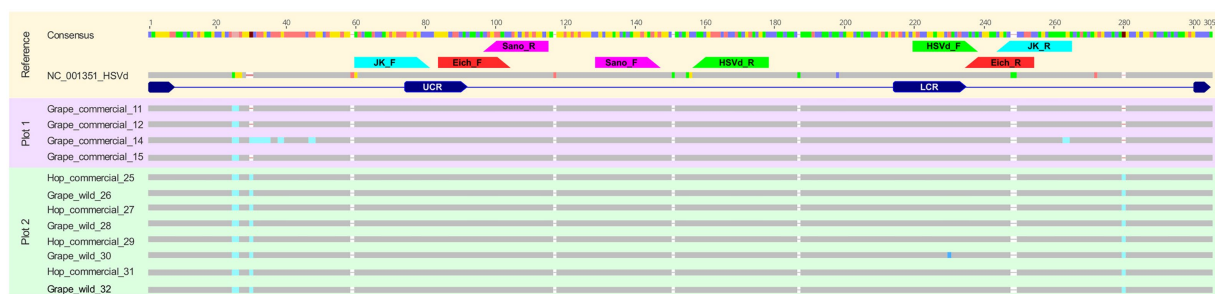 1 20 40 60 80 100 120 140 160 180 200 220 240 260 280 300 305
Reference
Consensus
Sano_R HSVd_F JK_R
JK_F Eich_F Sano_F HSVd_R Eich_R
NC_001351_HSVd
UCR LCR
Plot 1
Grape_commercial_11
Grape_commercial_12
Grape_commercial_14
Grape_commercial_15
Plot 2
Hop_commercial_25
Grape_wild_26
Hop_commercial_27
Grape_wild_28
Hop_commercial_29
Grape_wild_30
Hop_commercial_31
Grape_wild_32